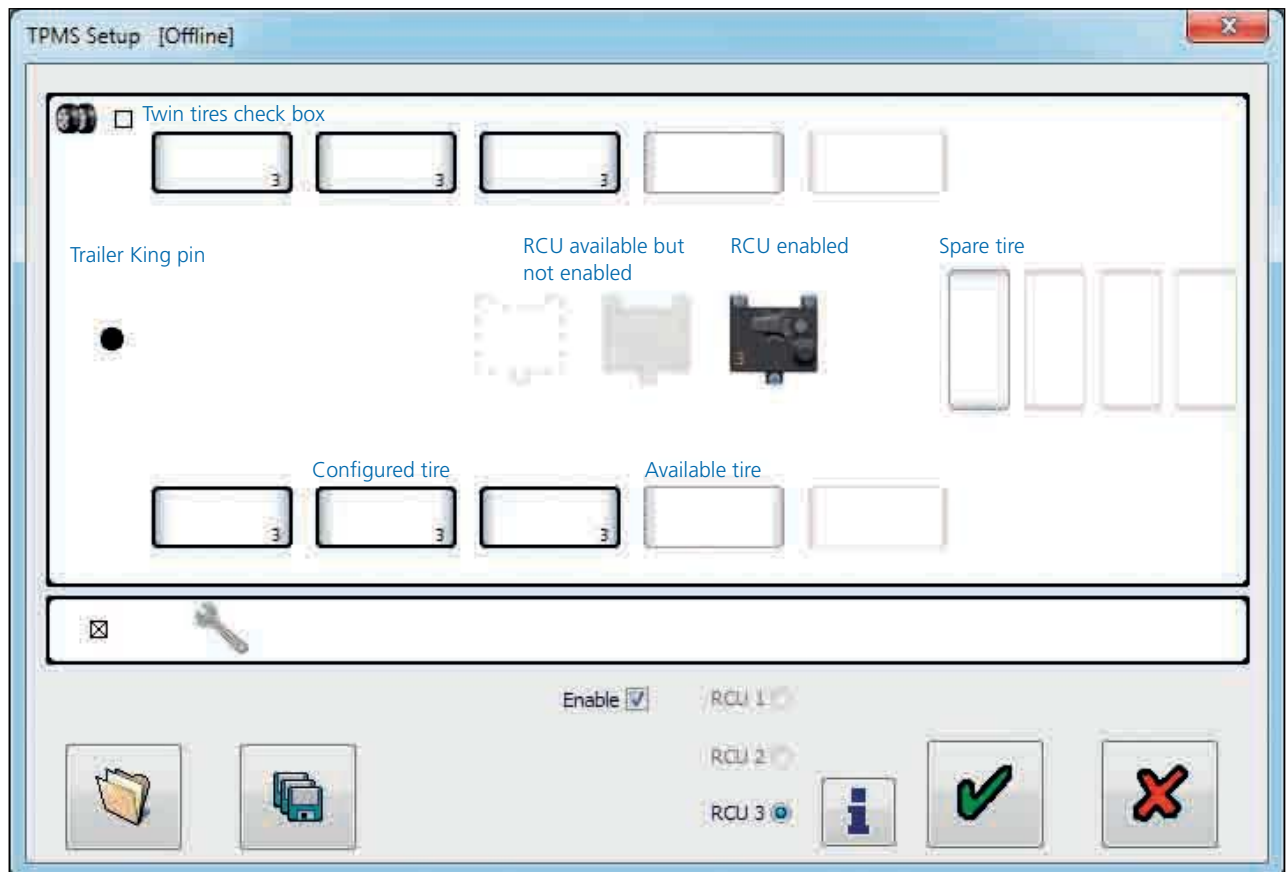 TPMS Setup [Offline]
Twin tires check box
3 3 3
Trailer King pin
RCU available but
not enabled
RCU enabled
Spare tire
3
Configured tire
Available tire
3 3 3
Enable
RCU 1
RCU 2
RCU 3